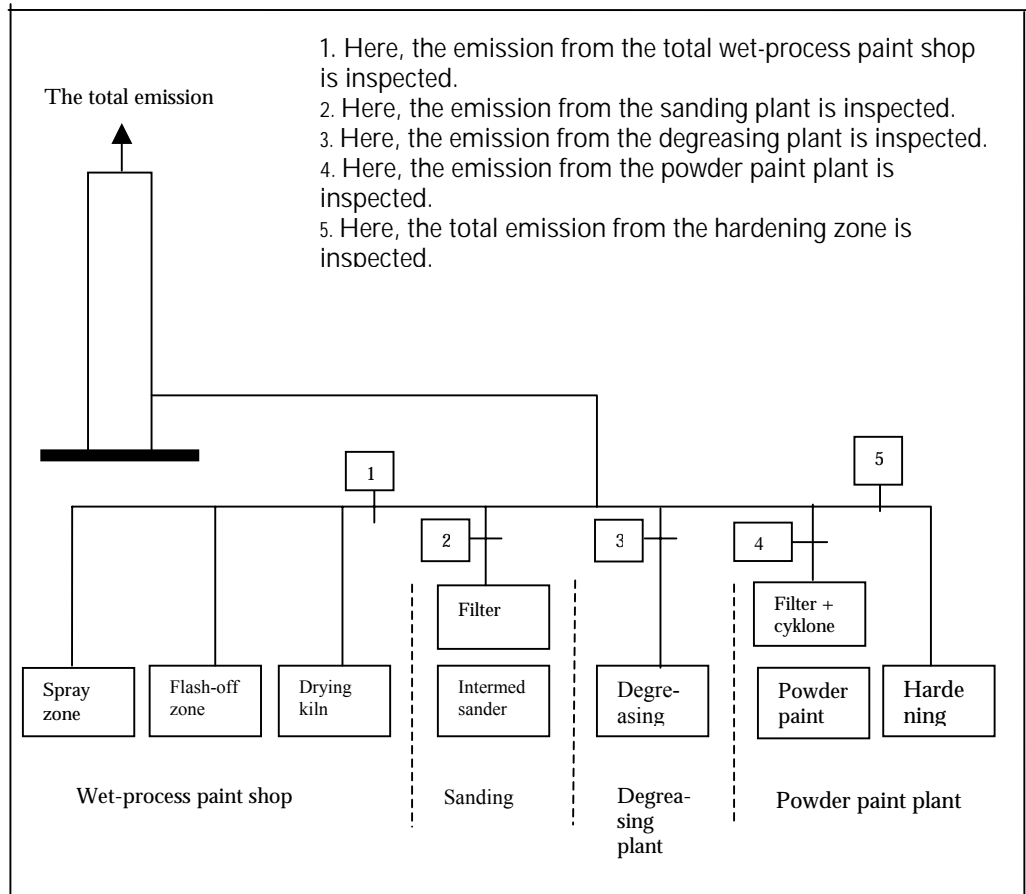 1. Here, the emission from the total wet-process paint shop
is inspected.
2. Here, the emission from the sanding plant is inspected.
3. Here, the emission from the degreasing plant is inspected.
4. Here, the emission from the powder paint plant is
inspected.
5. Here, the total emission from the hardening zone is
inspected.
The total emission
1
5
2
3
4
Filter
Filter +
cyklone
Spray
zone
Flash-off
zone
Drying
kiln
Intermed
sander
Degre-
asing
Powder
paint
Harde
ning
Wet-process paint shop
Sanding
Degrea-
sing
plant
Powder paint plant